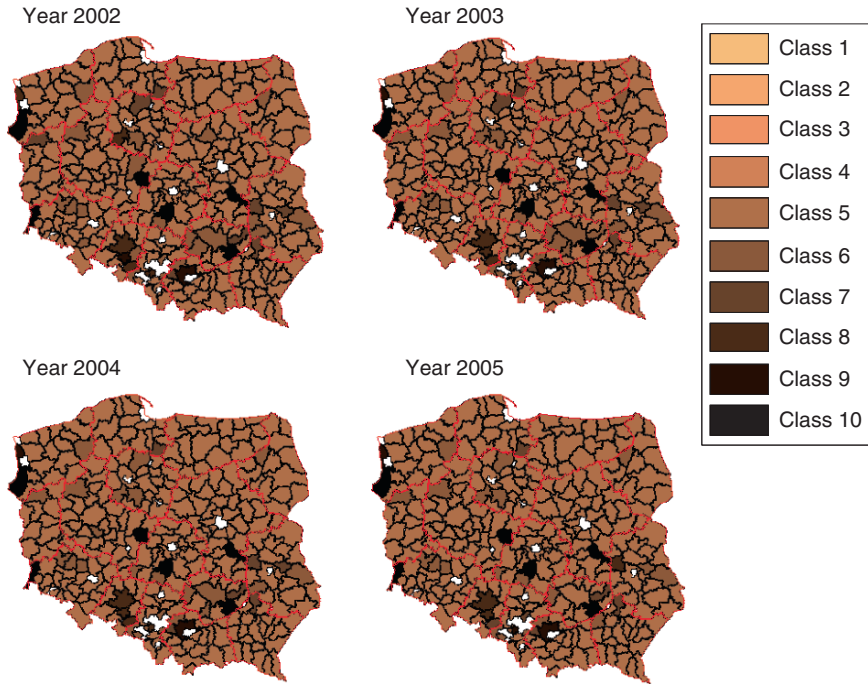 Year 2002
Year 2003
Class 1
Class 2
Class 3
Class 4
Class 5
Class 6
Class 7
Class 8
Class 9
Class 10
Year 2004
Year 2005